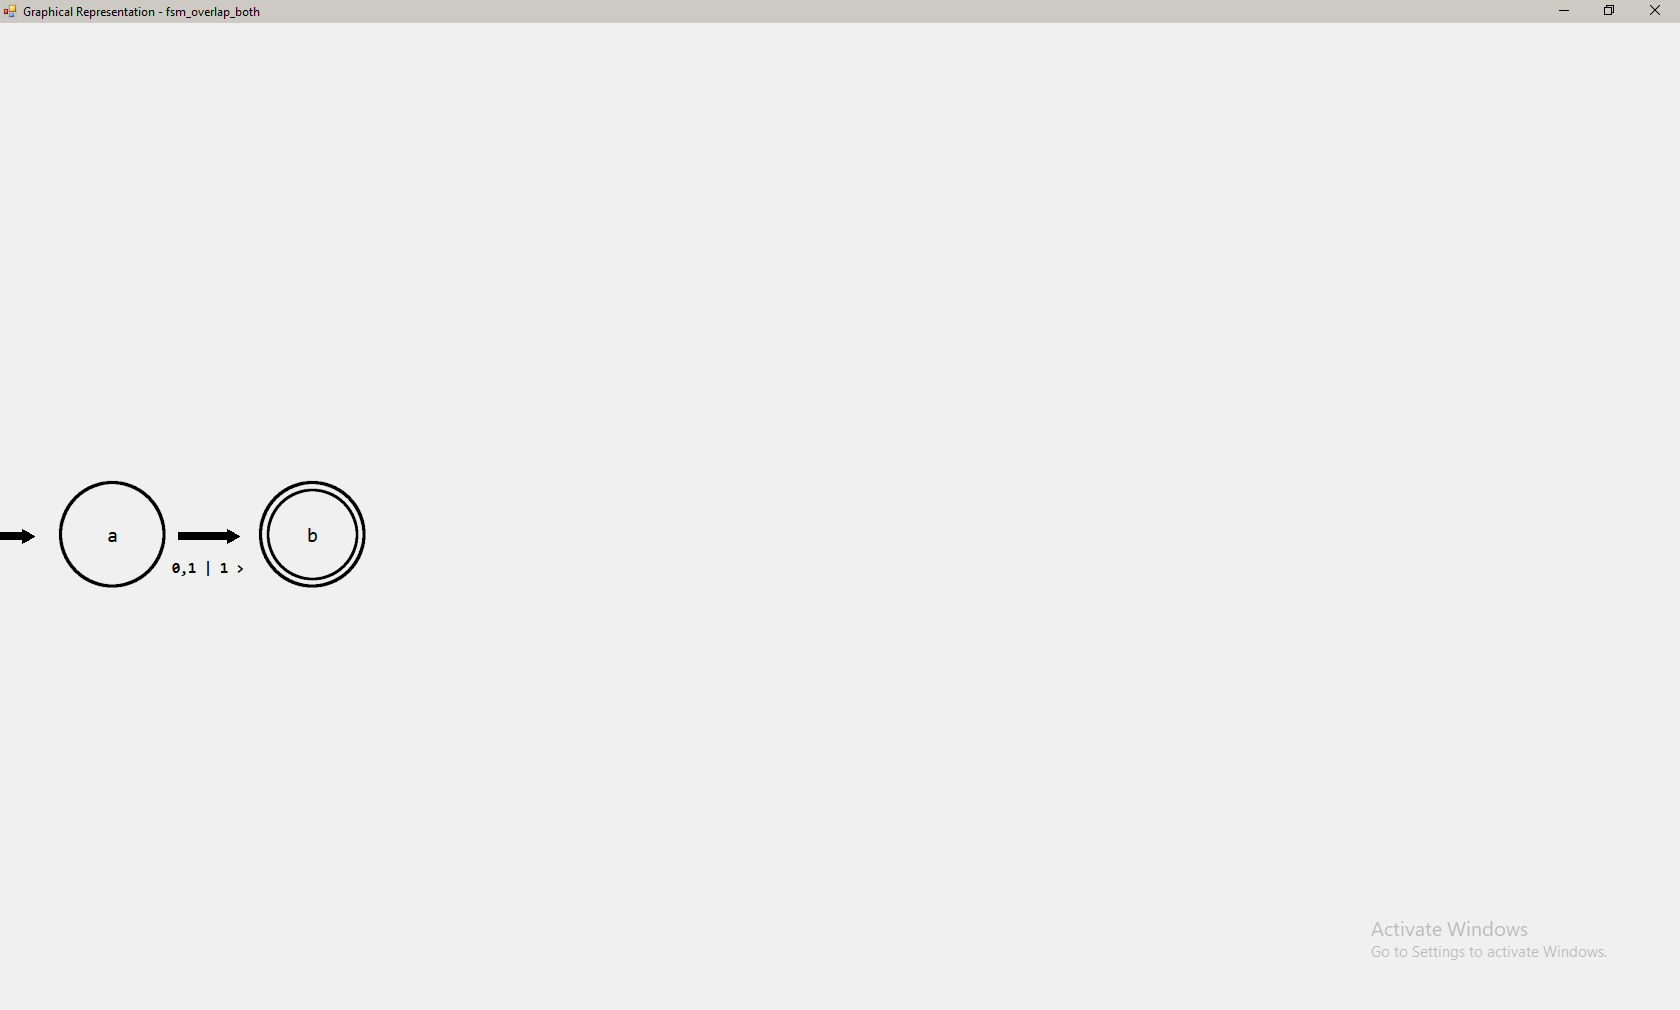 Graphical Representation - fsm_overlap_both
a
b
0,1 | 1 >
Activate Windows
Go to Settings to activate Windows.